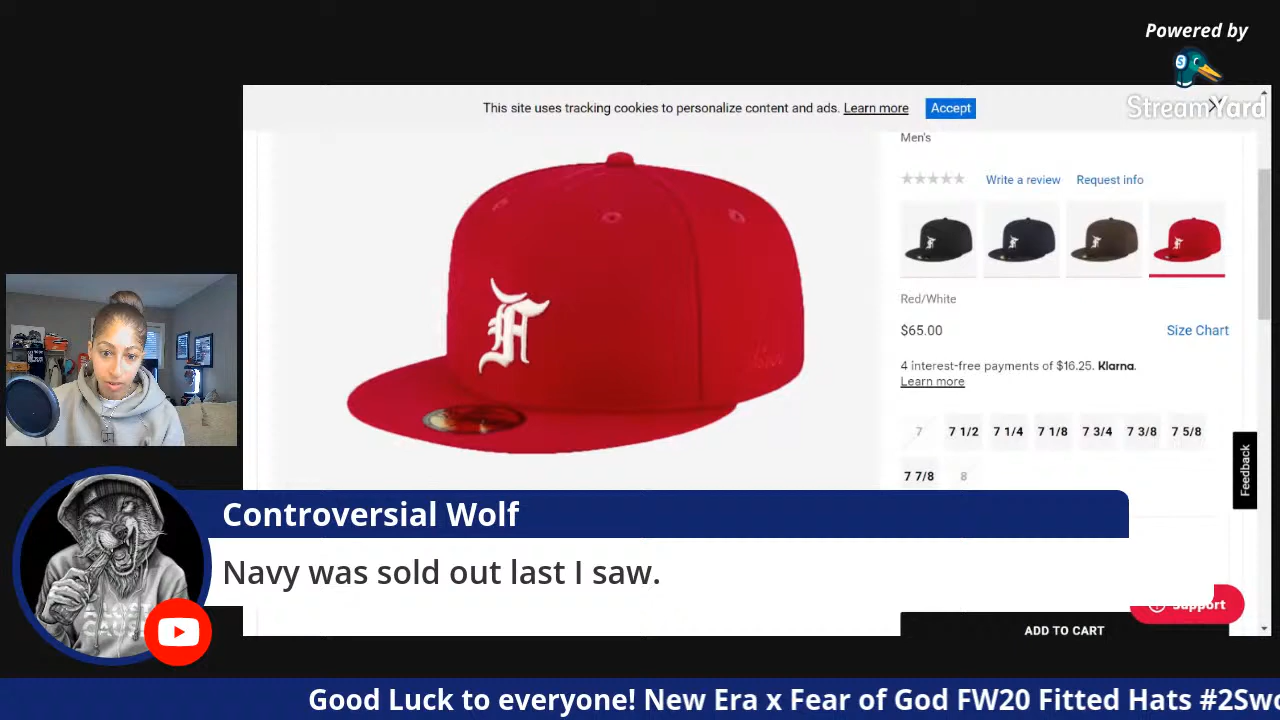 Powered by
StreamYard
This site uses tracking cookies to personalize content and ads. Learn more
Accept
Men's
Write a review
Request info
Red/White
$65.00
Size Chart
4 interest-free payments of $16.25. Klarna.
Learn more
7
7 1/2
7 1/4
7 1/8
7 3/4
7 3/8
7 5/8
7 7/8
8
Feedback
Controversial Wolf
Navy was sold out last I saw.
Support
ADD TO CART
Good Luck to everyone! New Era x Fear of God FW20 Fitted Hats